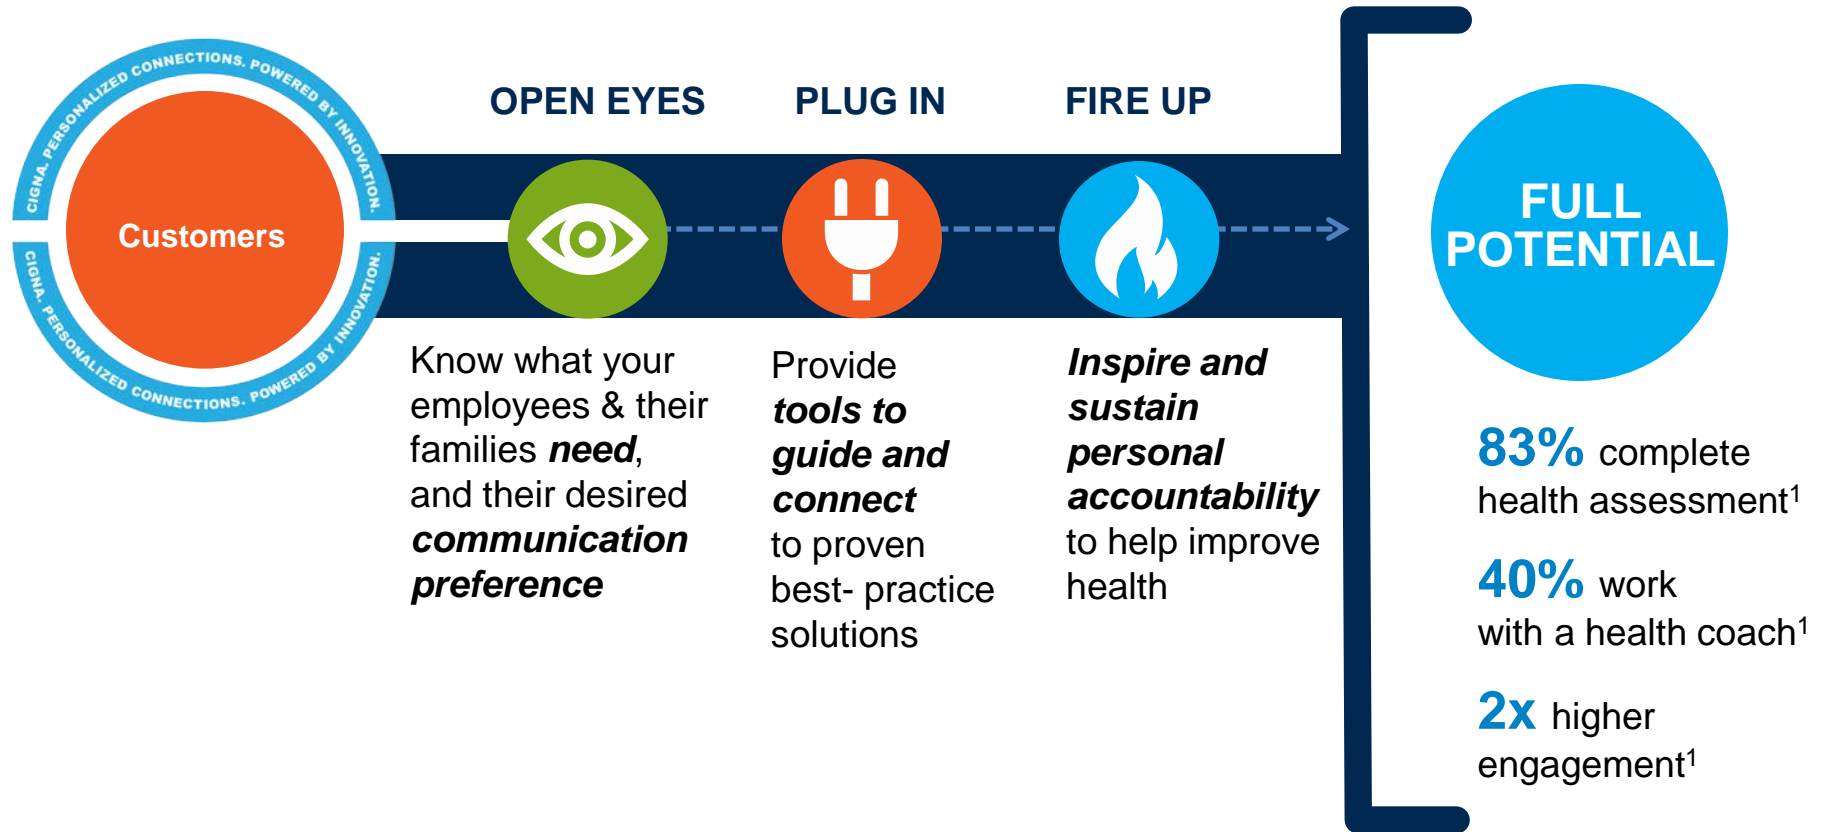 CIGNA. PERSONALIZED CONNECTIONS. POWERED BY INNOVATION.
Customers
CIGNA. PERSONALIZED CONNECTIONS. POWERED BY INNOVATION.
OPEN EYES
Know what your
employees & their
families need,
and their desired
communication
preference
PLUG IN
Provide
tools to
guide and
connect
to proven
best- practice
solutions
FIRE UP
Inspire and
sustain
personal
accountability
to help improve
health
FULL
POTENTIAL
83% complete
health assessment¹
40% work
with a health coach¹
2x higher
engagement¹